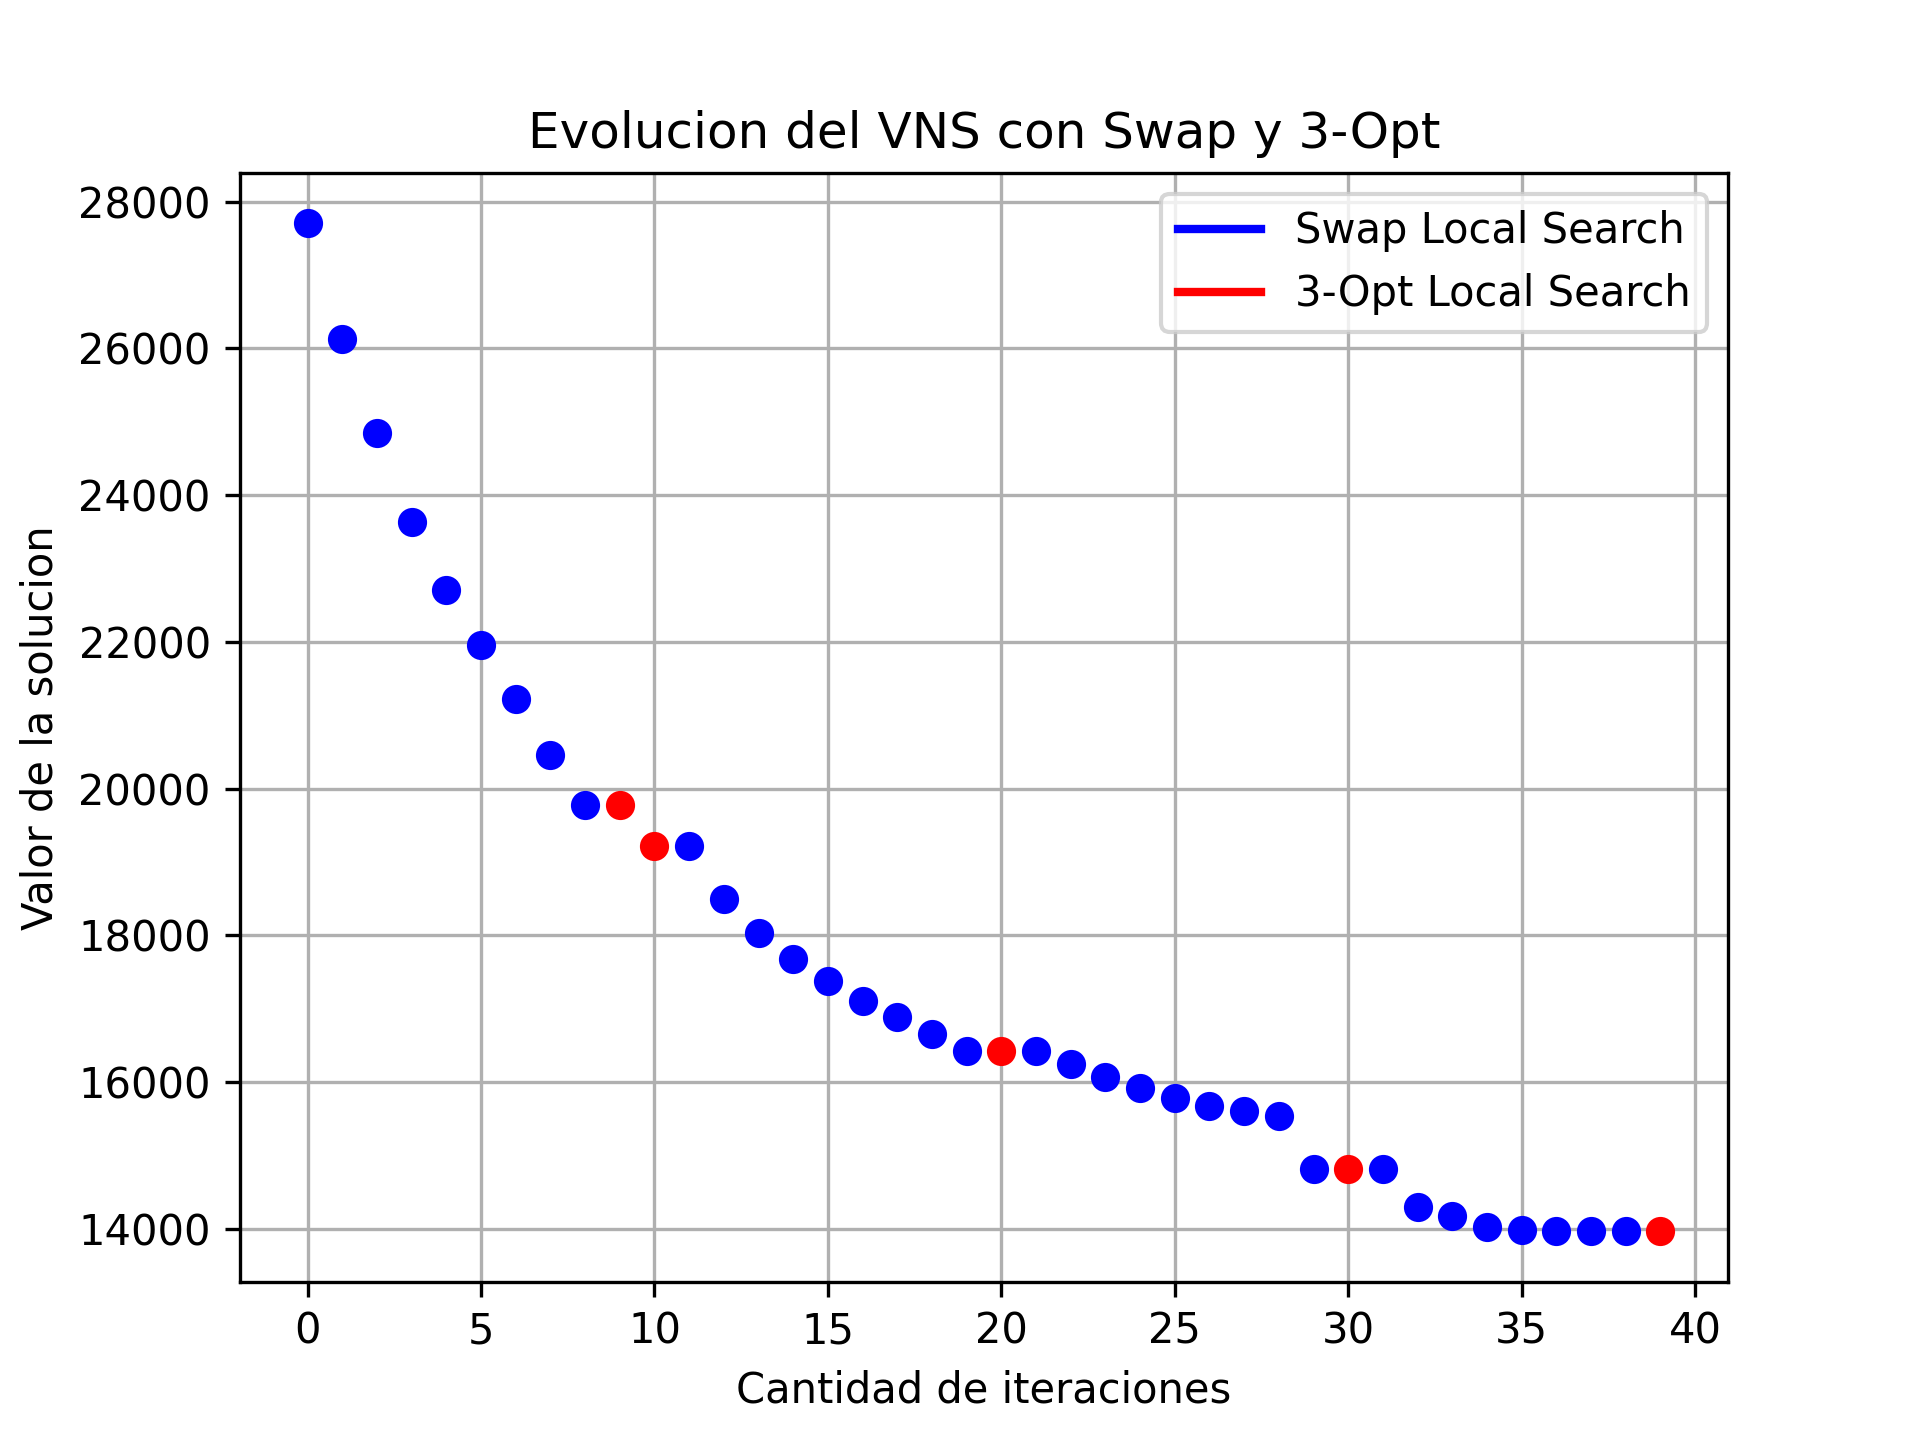 Evolucion del VNS con Swap y 3-Opt
Swap Local Search
3-Opt Local Search
Valor de la solucion
28000
26000
24000
22000
20000
18000
16000
14000
0 5 10 15 20 25 30 35 40
Cantidad de iteraciones